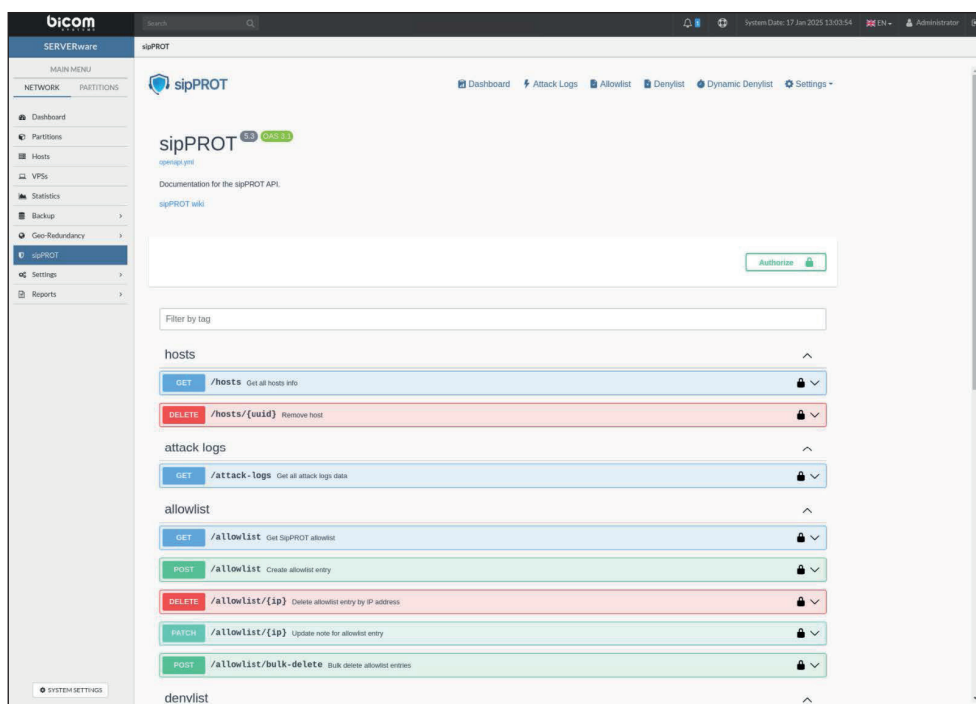 bicom
SYSTEMS
Search
1
System Date: 17 Jan 2025 13:03:54
EN
Administrator
SERVERware
sipPROT
MAIN MENU
NETWORK PARTITIONS
Dashboard
Partitions
Hosts
VPSs
Statistics
Backup
Geo-Redundancy
sipPROT
Settings
Reports
SYSTEM SETTINGS
sipPROT
Dashboard Attack Logs Allowlist Denylist Dynamic Denylist Settings
sipPROT 5.3 OAS 3.1
openapi.yml
Documentation for the sipPROT API.
sipPROT wiki
Authorize
Filter by tag
hosts
GET /hosts Get all hosts info
DELETE /hosts/{uuid} Remove host
attack logs
GET /attack-logs Get all attack logs data
allowlist
GET /allowlist Get SipPROT allowlist
POST /allowlist Create allowlist entry
DELETE /allowlist/{ip} Delete allowlist entry by IP address
PATCH /allowlist/{ip} Update note for allowlist entry
POST /allowlist/bulk-delete Bulk delete allowlist entries
denylist